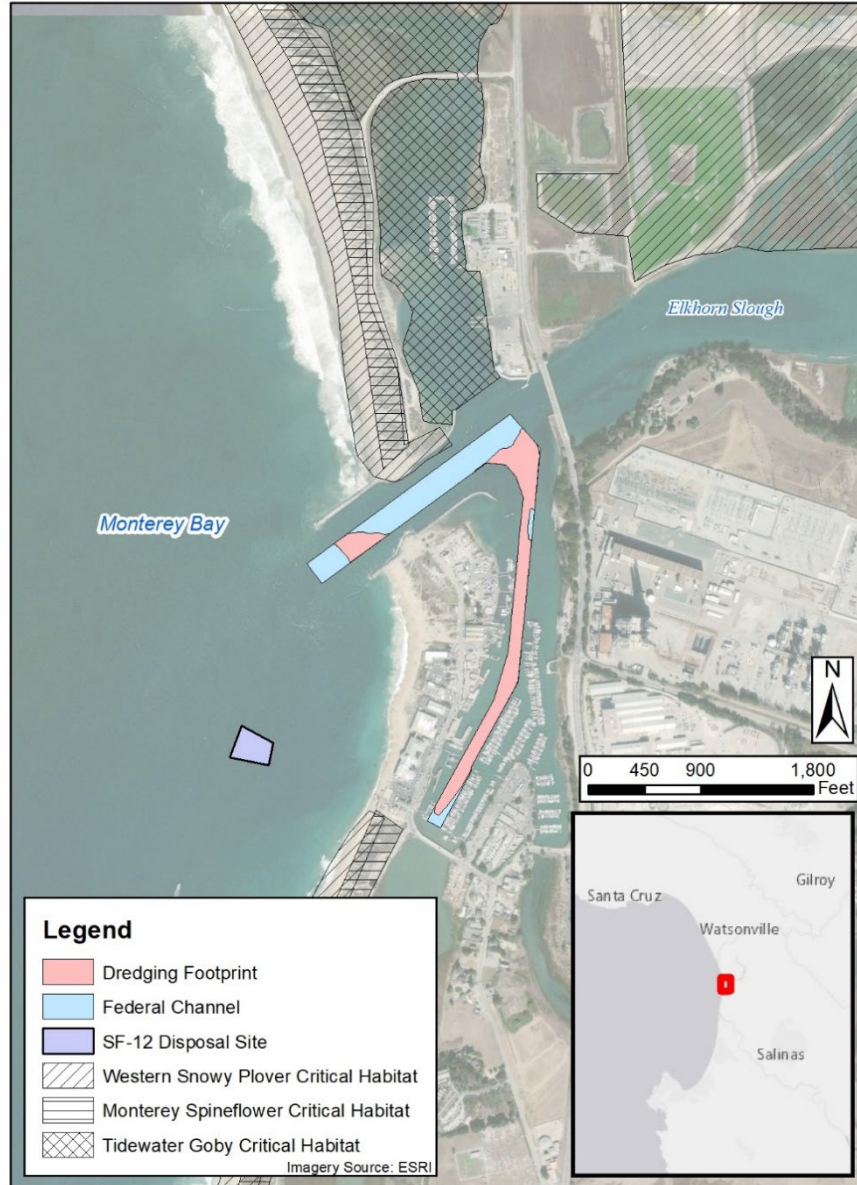 Elkhorn Slough
Monterey Bay
N
0 450 900 1,800
Feet
Legend
Dredging Footprint
Federal Channel
SF-12 Disposal Site
Western Snowy Plover Critical Habitat
Monterey Spineflower Critical Habitat
Tidewater Goby Critical Habitat
Imagery Source: ESRI
Santa Cruz
Gilroy
Watsonville
Salinas